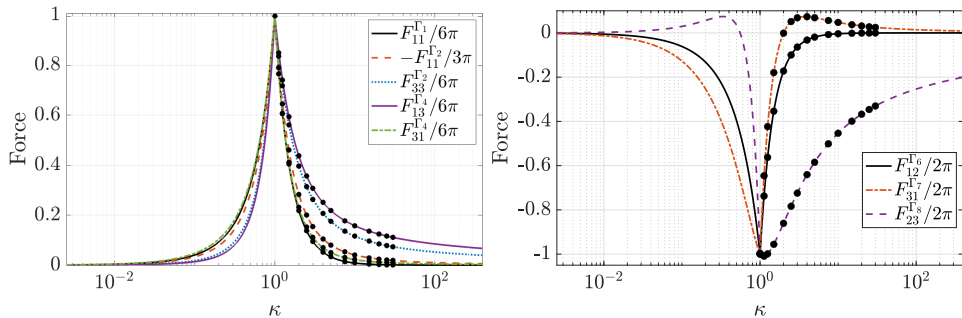 1
0.8
0.6
0.4
0.2
0
Force
10^{-2}
10^{0}
10^{2}
κ
F_{11}^{Γ_1}/6π
−F_{11}^{Γ_2}/3π
F_{33}^{Γ_2}/6π
F_{13}^{Γ_4}/6π
F_{31}^{Γ_4}/6π
0
-0.2
-0.4
-0.6
-0.8
-1
Force
10^{-2}
10^{0}
10^{2}
κ
F_{12}^{Γ_6}/2π
F_{31}^{Γ_7}/2π
F_{23}^{Γ_8}/2π